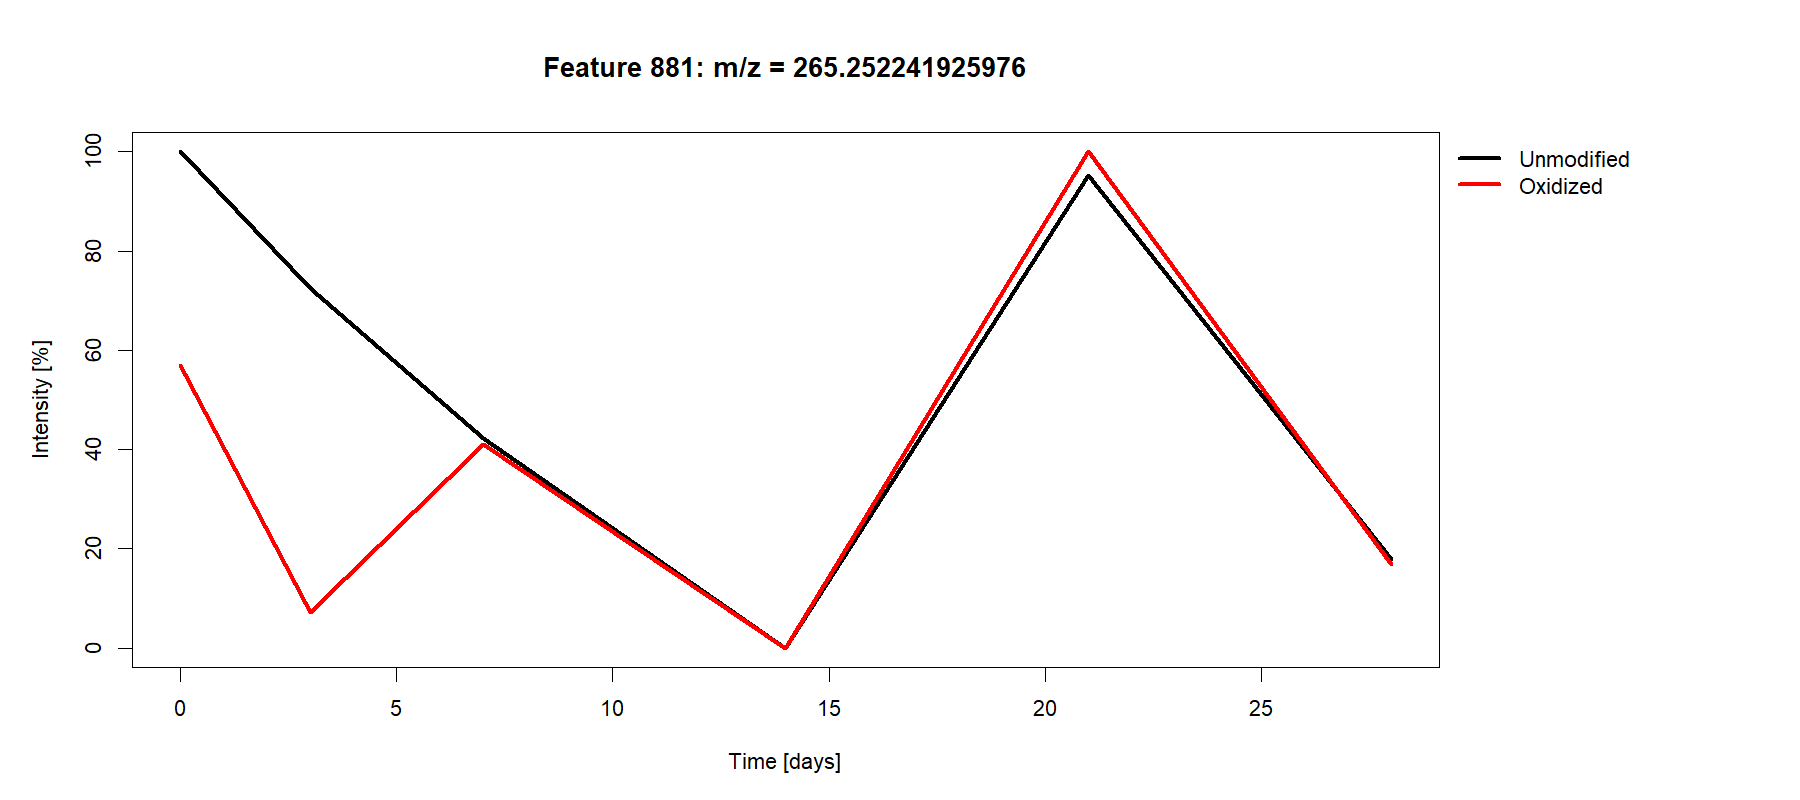 Feature 881: m/z = 265.252241925976
Unmodified
Oxidized
Intensity [%]
100
80
60
40
20
0
0 5 10 15 20 25
Time [days]